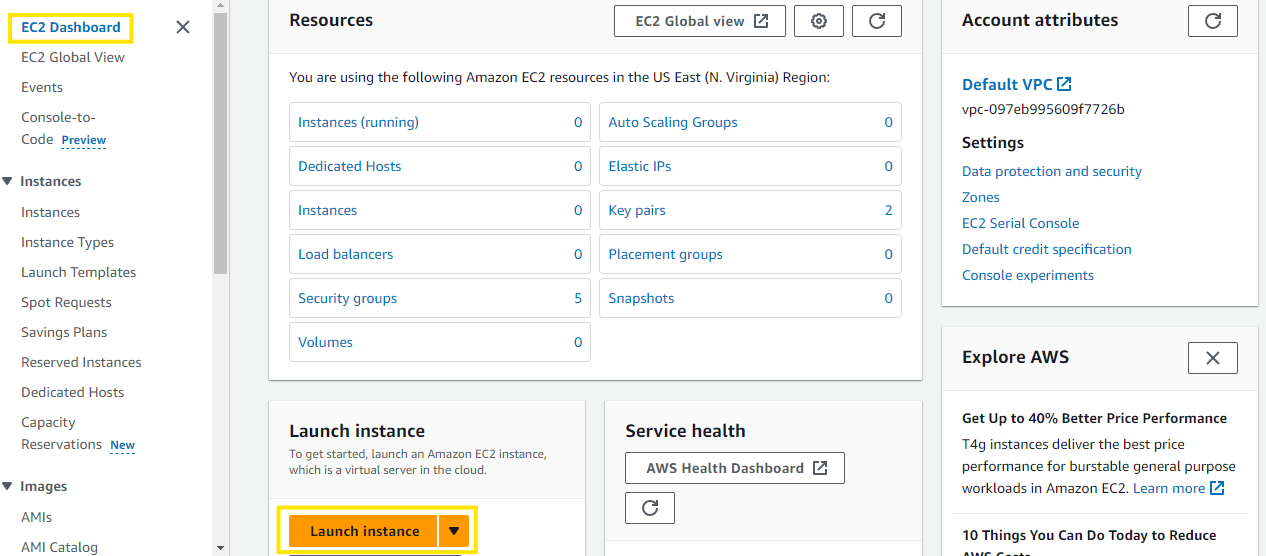 EC2 Dashboard
EC2 Global View
Events
Console-to-
Code Preview
Instances
Instances
Instance Types
Launch Templates
Spot Requests
Savings Plans
Reserved Instances
Dedicated Hosts
Capacity
Reservations New
Images
AMIs
AMI Catalog
Resources
EC2 Global view
You are using the following Amazon EC2 resources in the US East (N. Virginia) Region:
Instances (running) 0
Auto Scaling Groups 0
Dedicated Hosts 0
Elastic IPs 0
Instances 0
Key pairs 2
Load balancers 0
Placement groups 0
Security groups 5
Snapshots 0
Volumes 0
Launch instance
To get started, launch an Amazon EC2 instance,
which is a virtual server in the cloud.
Launch instance
Service health
AWS Health Dashboard
Account attributes
Default VPC
vpc-097eb995609f7726b
Settings
Data protection and security
Zones
EC2 Serial Console
Default credit specification
Console experiments
Explore AWS
Get Up to 40% Better Price Performance
T4g instances deliver the best price
performance for burstable general purpose
workloads in Amazon EC2. Learn more
10 Things You Can Do Today to Reduce
AWS Costs